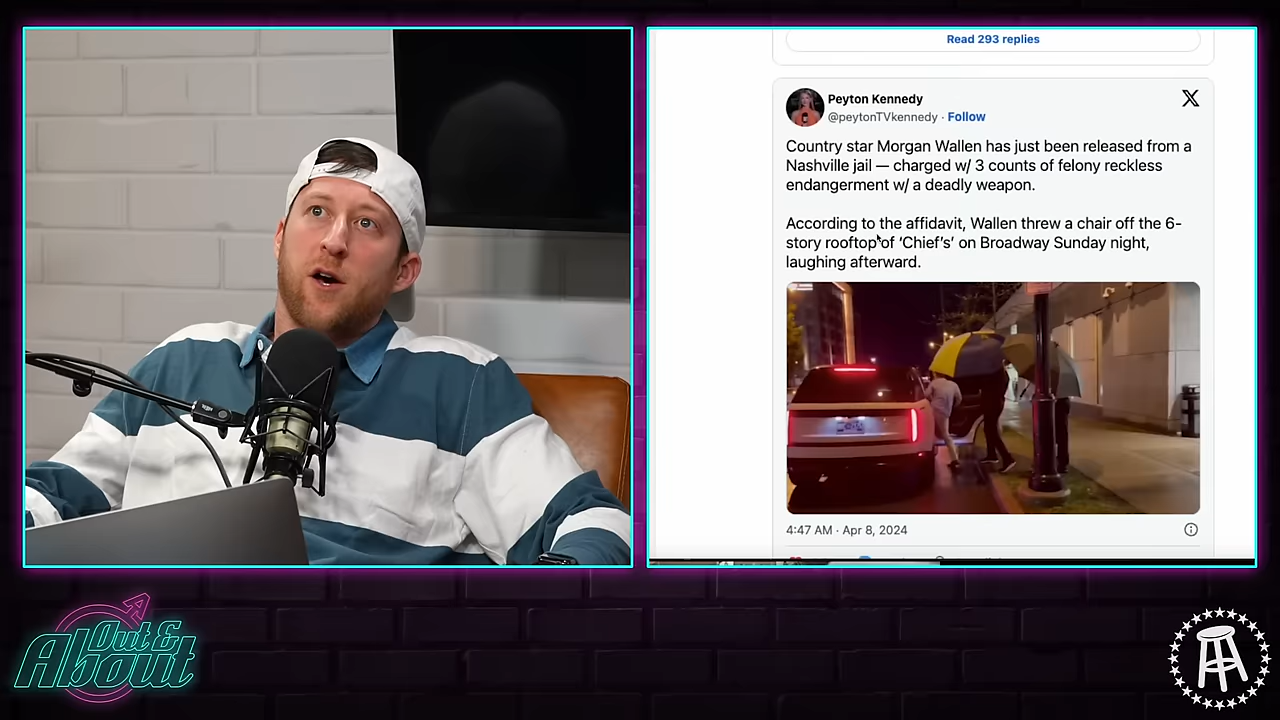 Read 293 replies
Peyton Kennedy
@peytonTVkennedy · Follow
Country star Morgan Wallen has just been released from a
Nashville jail — charged w/ 3 counts of felony reckless
endangerment w/ a deadly weapon.
According to the affidavit, Wallen threw a chair off the 6-
story rooftop of ‘Chief’s’ on Broadway Sunday night,
laughing afterward.
4:47 AM · Apr 8, 2024
Out &
About